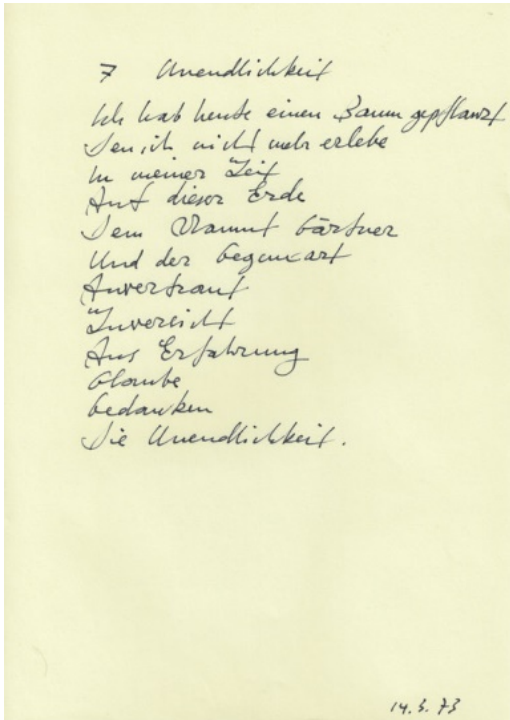 7 Unendlichkeit
Ich hab heute einen Baum gepflanzt
Den ich nicht mehr erlebe
In meiner Zeit
Auf dieser Erde
Dem Gärtner
Und der Gegenwart
Anvertraut
Zuversicht
Aus Erfahrung
Glaube
Gedanken
Die Unendlichkeit.
14.3.73